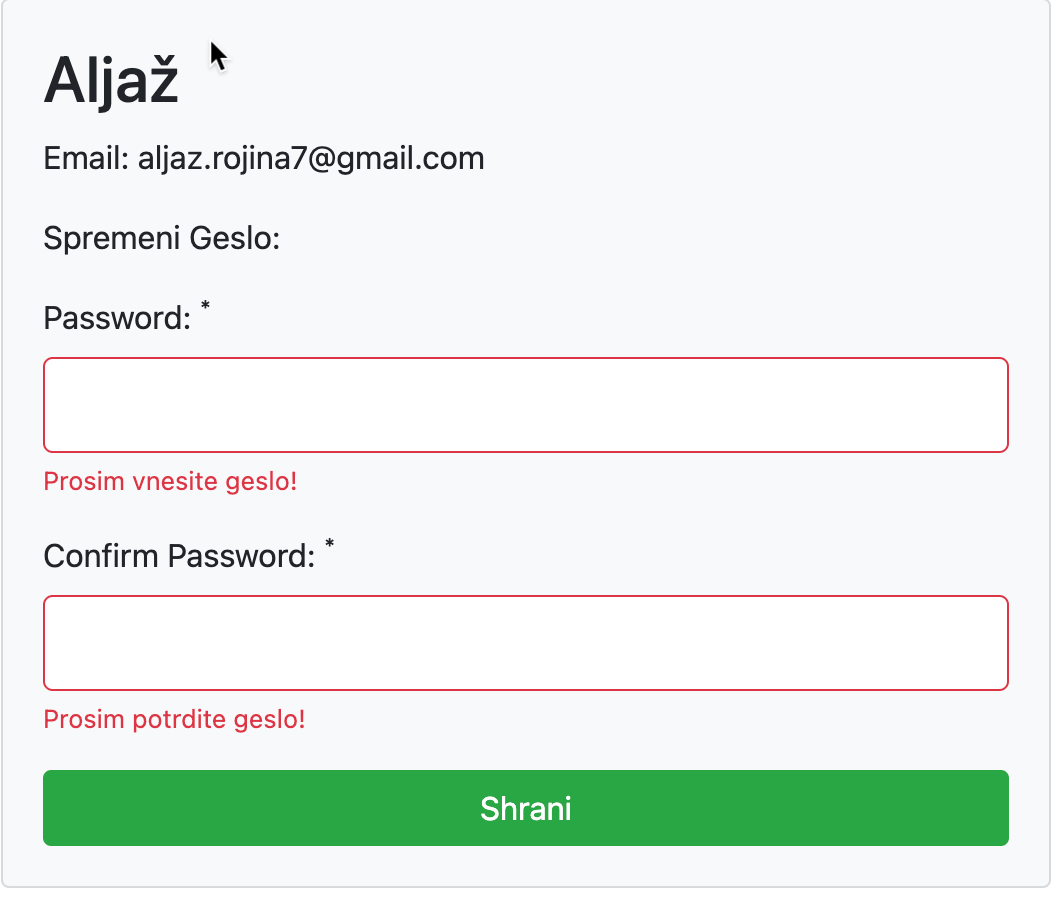 Aljaž
Email: aljaz.rojina7@gmail.com
Spremeni Geslo:
Password: *
Prosim vnesite geslo!
Confirm Password: *
Prosim potrdite geslo!
Shrani